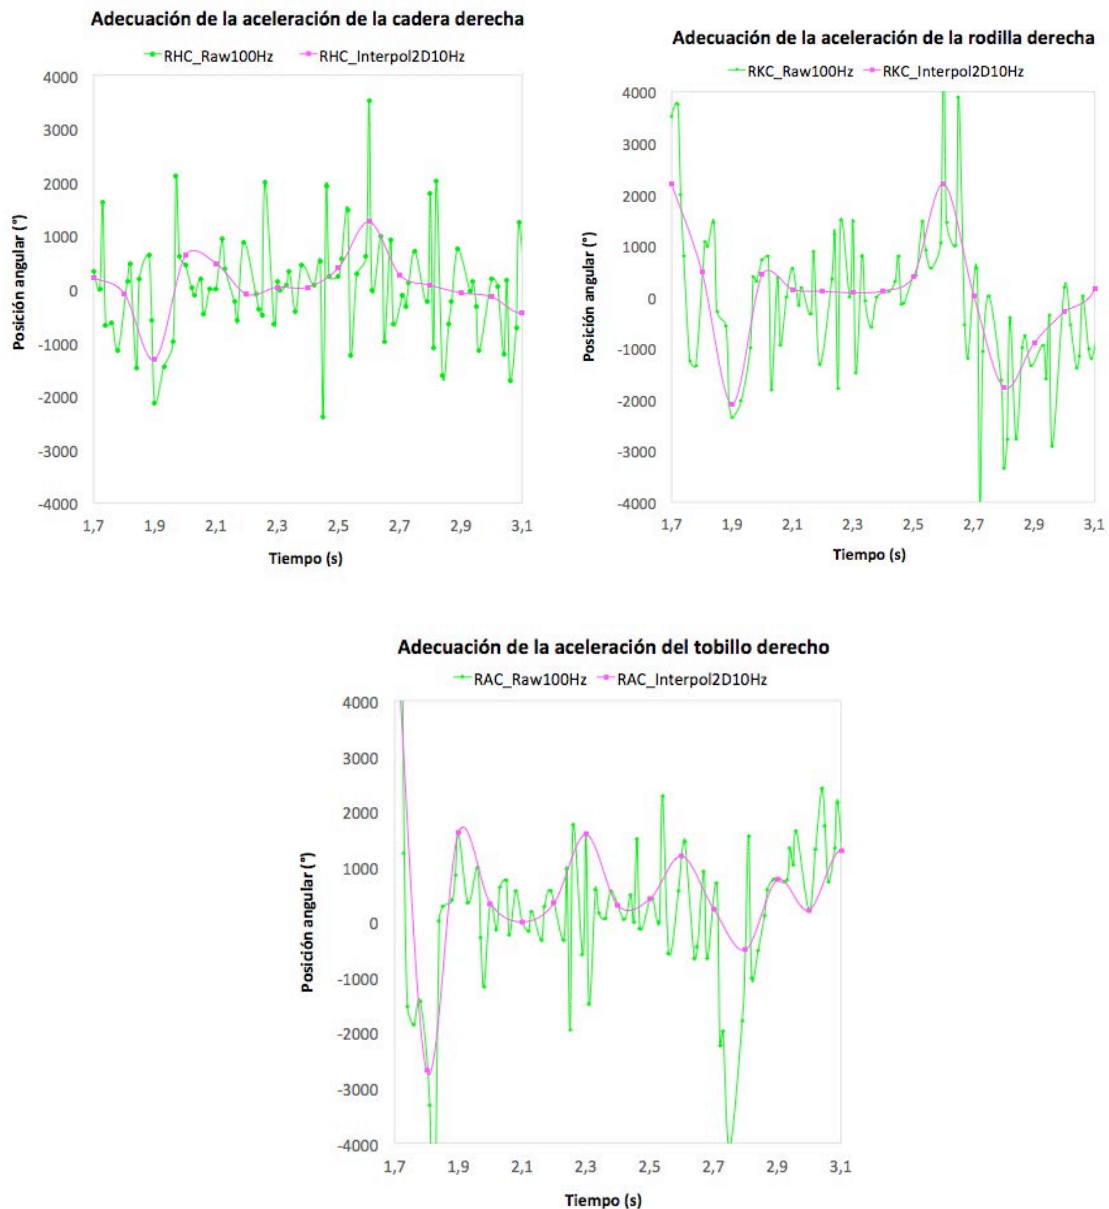 Adecuación de la aceleración de la cadera derecha
RHC_Raw100Hz RHC_Interpol2D10Hz
4000
3000
2000
1000
0
-1000
-2000
-3000
-4000
Posición angular (°)
1,7 1,9 2,1 2,3 2,5 2,7 2,9 3,1
Tiempo (s)
Adecuación de la aceleración de la rodilla derecha
RKC_Raw100Hz RKC_Interpol2D10Hz
4000
3000
2000
1000
0
-1000
-2000
-3000
-4000
Posición angular (°)
1,7 1,9 2,1 2,3 2,5 2,7 2,9 3,1
Tiempo (s)
Adecuación de la aceleración del tobillo derecho
RAC_Raw100Hz RAC_Interpol2D10Hz
4000
3000
2000
1000
0
-1000
-2000
-3000
-4000
Posición angular (°)
1,7 1,9 2,1 2,3 2,5 2,7 2,9 3,1
Tiempo (s)